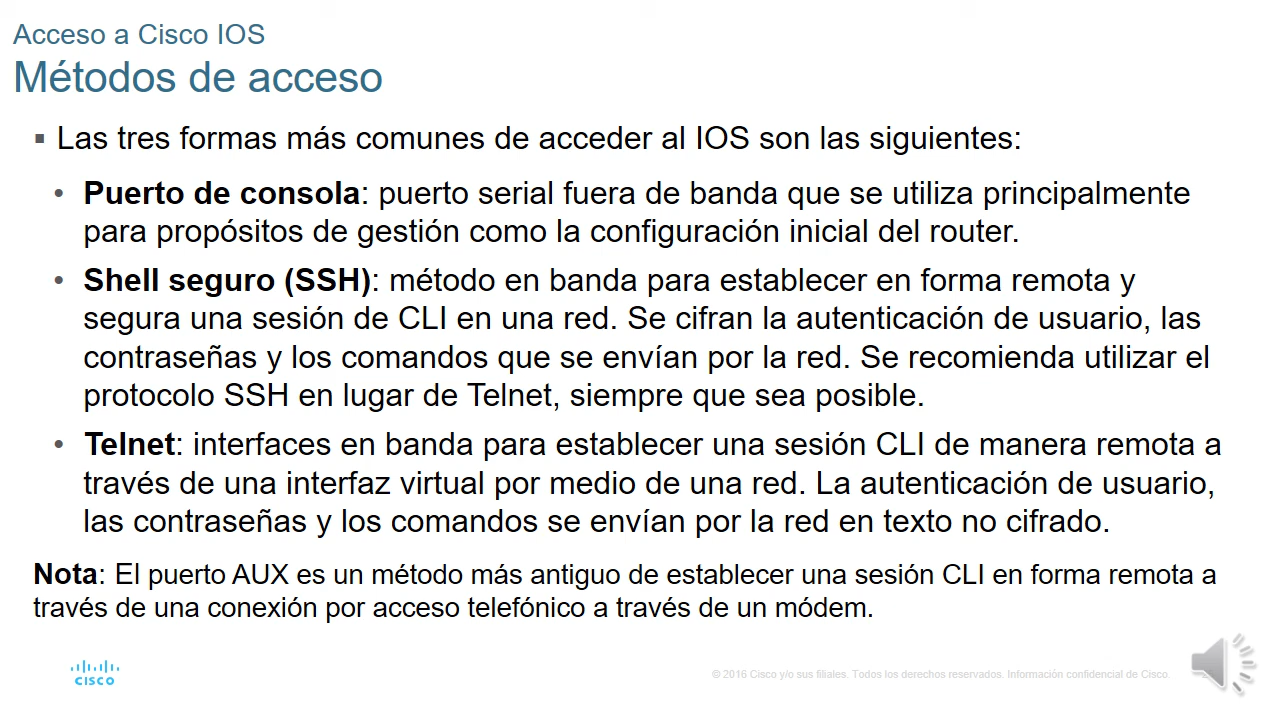 Acceso a Cisco IOS
Métodos de acceso
▪ Las tres formas más comunes de acceder al IOS son las siguientes:
• Puerto de consola: puerto serial fuera de banda que se utiliza principalmente
para propósitos de gestión como la configuración inicial del router.
• Shell seguro (SSH): método en banda para establecer en forma remota y
segura una sesión de CLI en una red. Se cifran la autenticación de usuario, las
contraseñas y los comandos que se envían por la red. Se recomienda utilizar el
protocolo SSH en lugar de Telnet, siempre que sea posible.
• Telnet: interfaces en banda para establecer una sesión CLI de manera remota a
través de una interfaz virtual por medio de una red. La autenticación de usuario,
las contraseñas y los comandos se envían por la red en texto no cifrado.
Nota: El puerto AUX es un método más antiguo de establecer una sesión CLI en forma remota a
través de una conexión por acceso telefónico a través de un módem.
CISCO
© 2016 Cisco y/o sus filiales. Todos los derechos reservados. Información confidencial de Cisco.